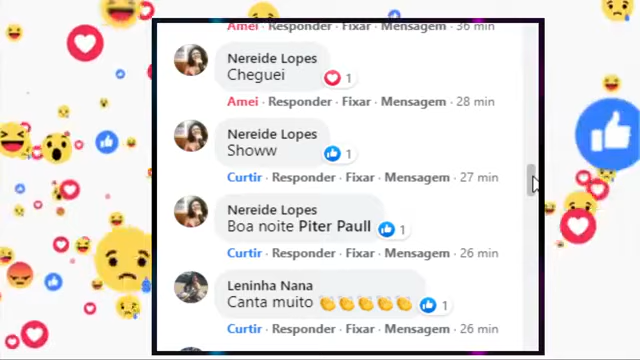 Amei · Responder · Fixar · Mensagem · 36 min
Nereide Lopes
Cheguei
1
Amei · Responder · Fixar · Mensagem · 28 min
Nereide Lopes
Showw
1
Curtir · Responder · Fixar · Mensagem · 27 min
Nereide Lopes
Boa noite Piter Paull
1
Curtir · Responder · Fixar · Mensagem · 26 min
Leninha Nana
Canta muito 👏👏👏👏👏
1
Curtir · Responder · Fixar · Mensagem · 26 min